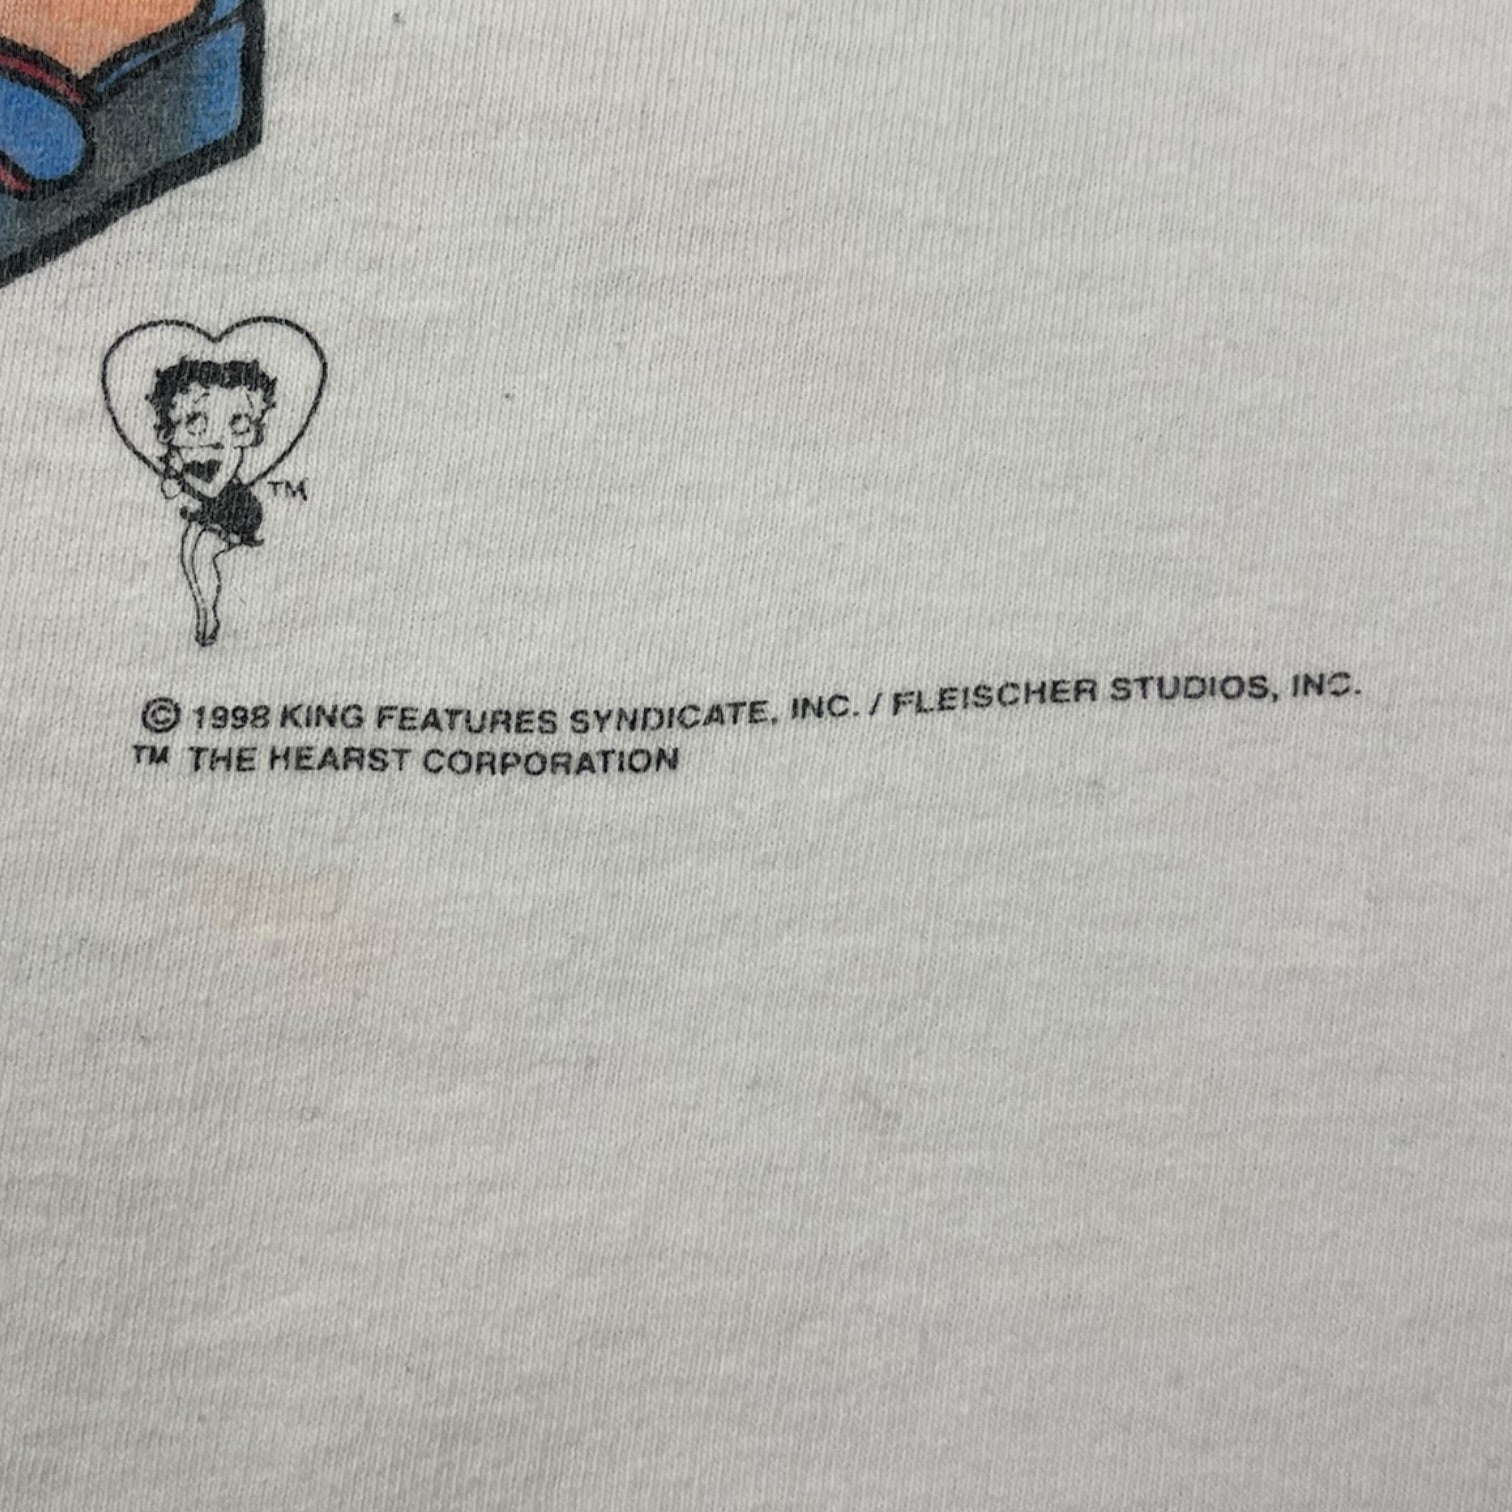 TM
© 1998 KING FEATURES SYNDICATE, INC. / FLEISCHER STUDIOS, INC.
TM THE HEARST CORPORATION